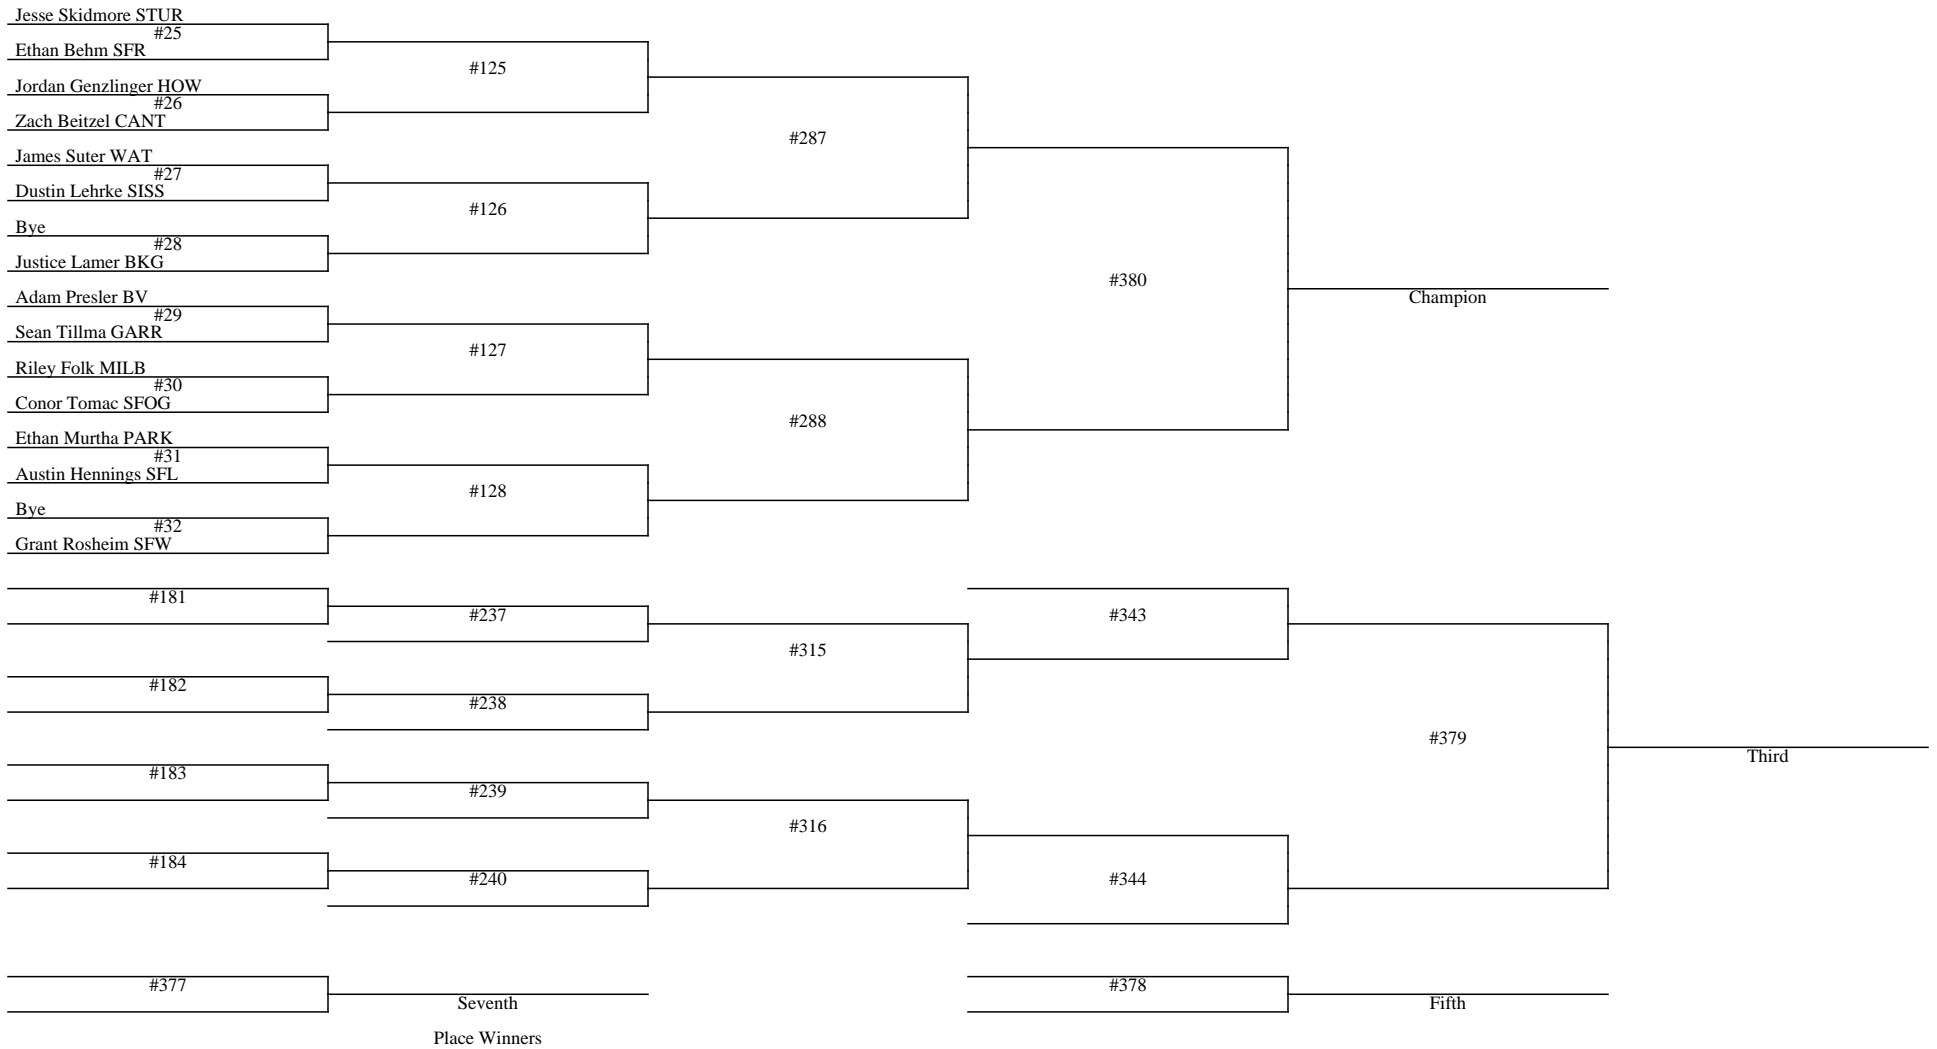 Jesse Skidmore STUR
#25
Ethan Behm SFR
#125
Jordan Genzlinger HOW
#26
Zach Beitzel CANT
#287
James Suter WAT
#27
Dustin Lehrke SISS
#126
Bye
#28
Justice Lamer BKG
#380
Champion
Adam Presler BV
#29
Sean Tillma GARR
#127
Riley Folk MILB
#30
Conor Tomac SFOG
#288
Ethan Murtha PARK
#31
Austin Hennings SFL
#128
Bye
#32
Grant Rosheim SFW
#181
#237
#343
#315
#182
#238
#379
Third
#183
#239
#316
#184
#240
#344
#377
Seventh
#378
Fifth
Place Winners